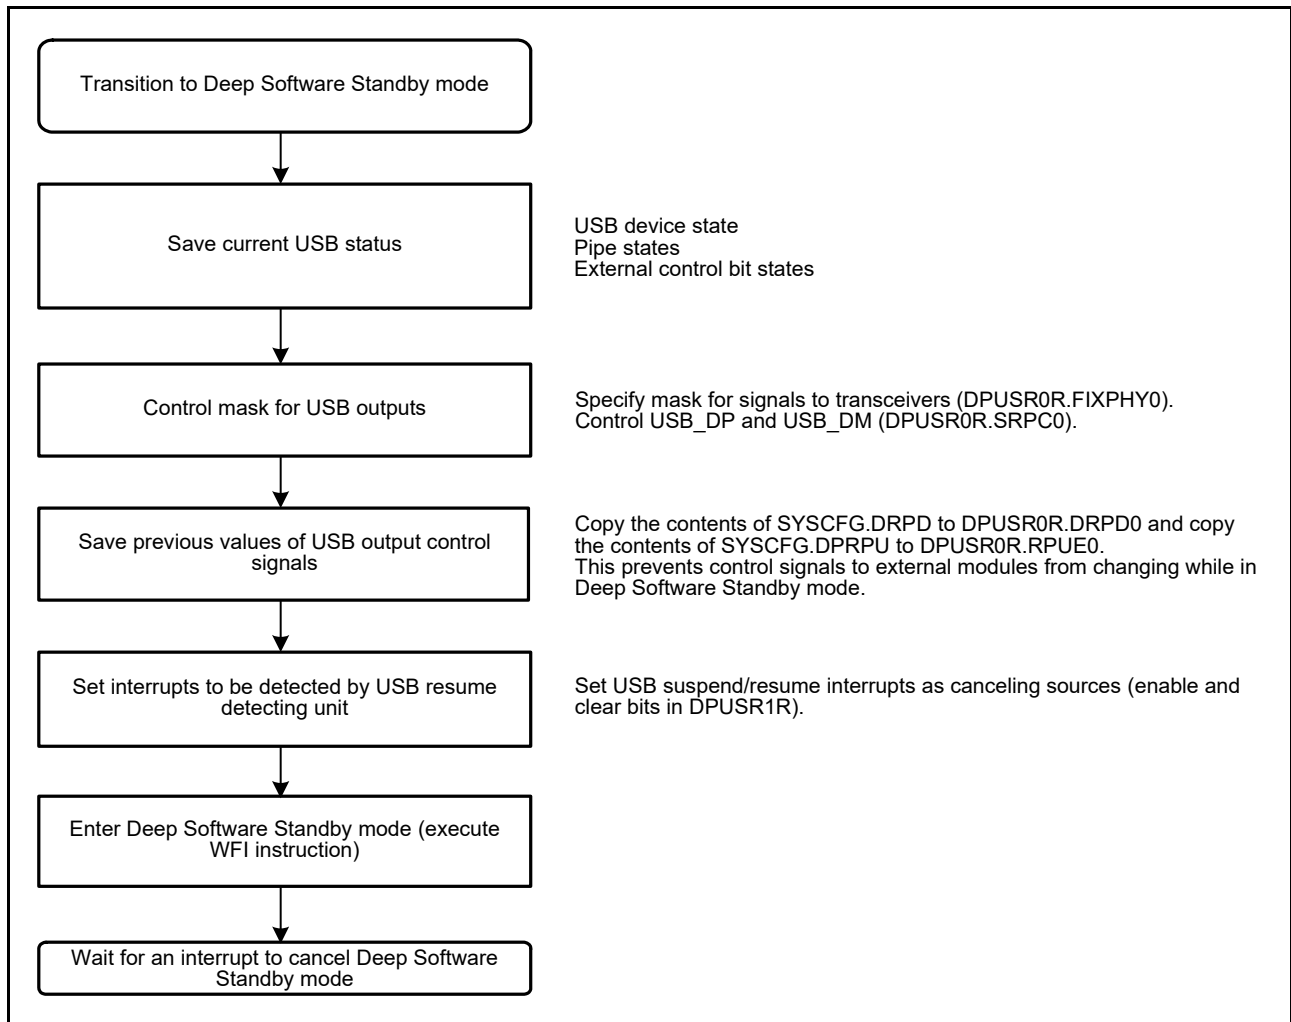 Transition to Deep Software Standby mode
Save current USB status
USB device state
Pipe states
External control bit states
Control mask for USB outputs
Specify mask for signals to transceivers (DPUSR0R.FIXPHY0).
Control USB_DP and USB_DM (DPUSR0R.SRPC0).
Save previous values of USB output control
signals
Copy the contents of SYSCFG.DRPD to DPUSR0R.DRPD0 and copy
the contents of SYSCFG.DPRPU to DPUSR0R.RPUE0.
This prevents control signals to external modules from changing while in
Deep Software Standby mode.
Set interrupts to be detected by USB resume
detecting unit
Set USB suspend/resume interrupts as canceling sources (enable and
clear bits in DPUSR1R).
Enter Deep Software Standby mode (execute
WFI instruction)
Wait for an interrupt to cancel Deep Software
Standby mode